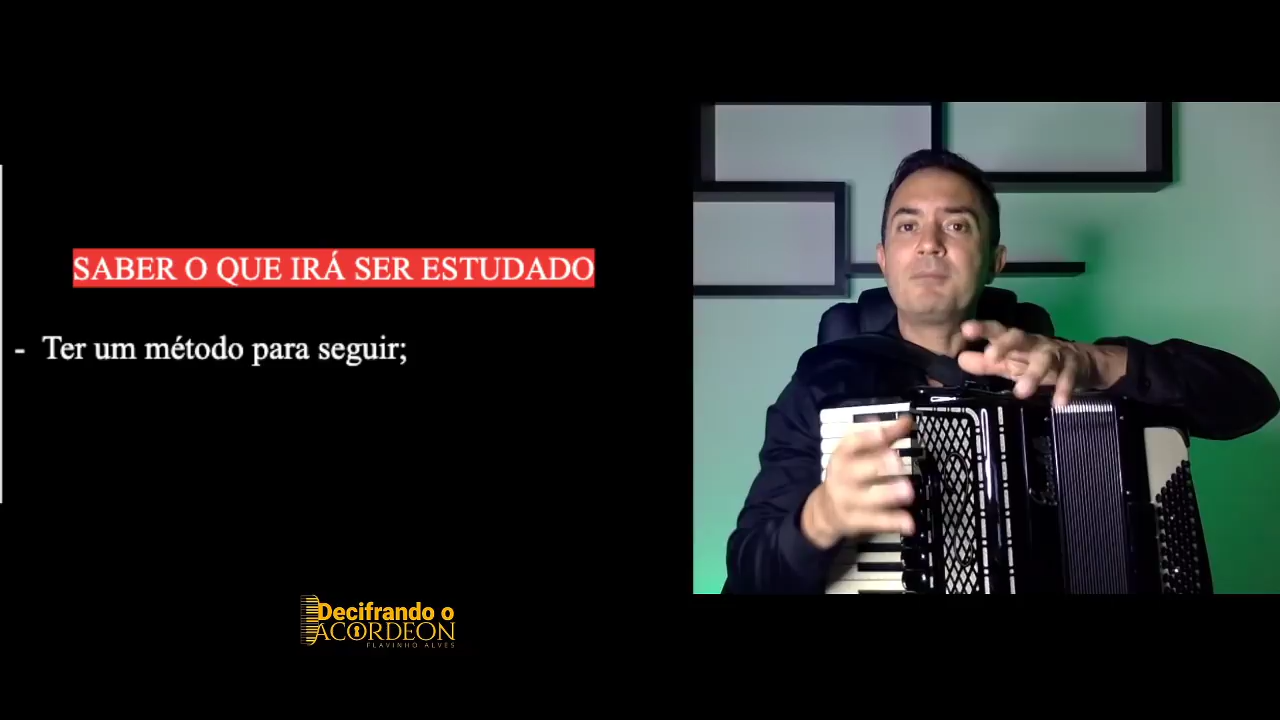 SABER O QUE IRÁ SER ESTUDADO
- Ter um método para seguir;
Decifrando o
ACORDEON
FLAVINHO ALVES